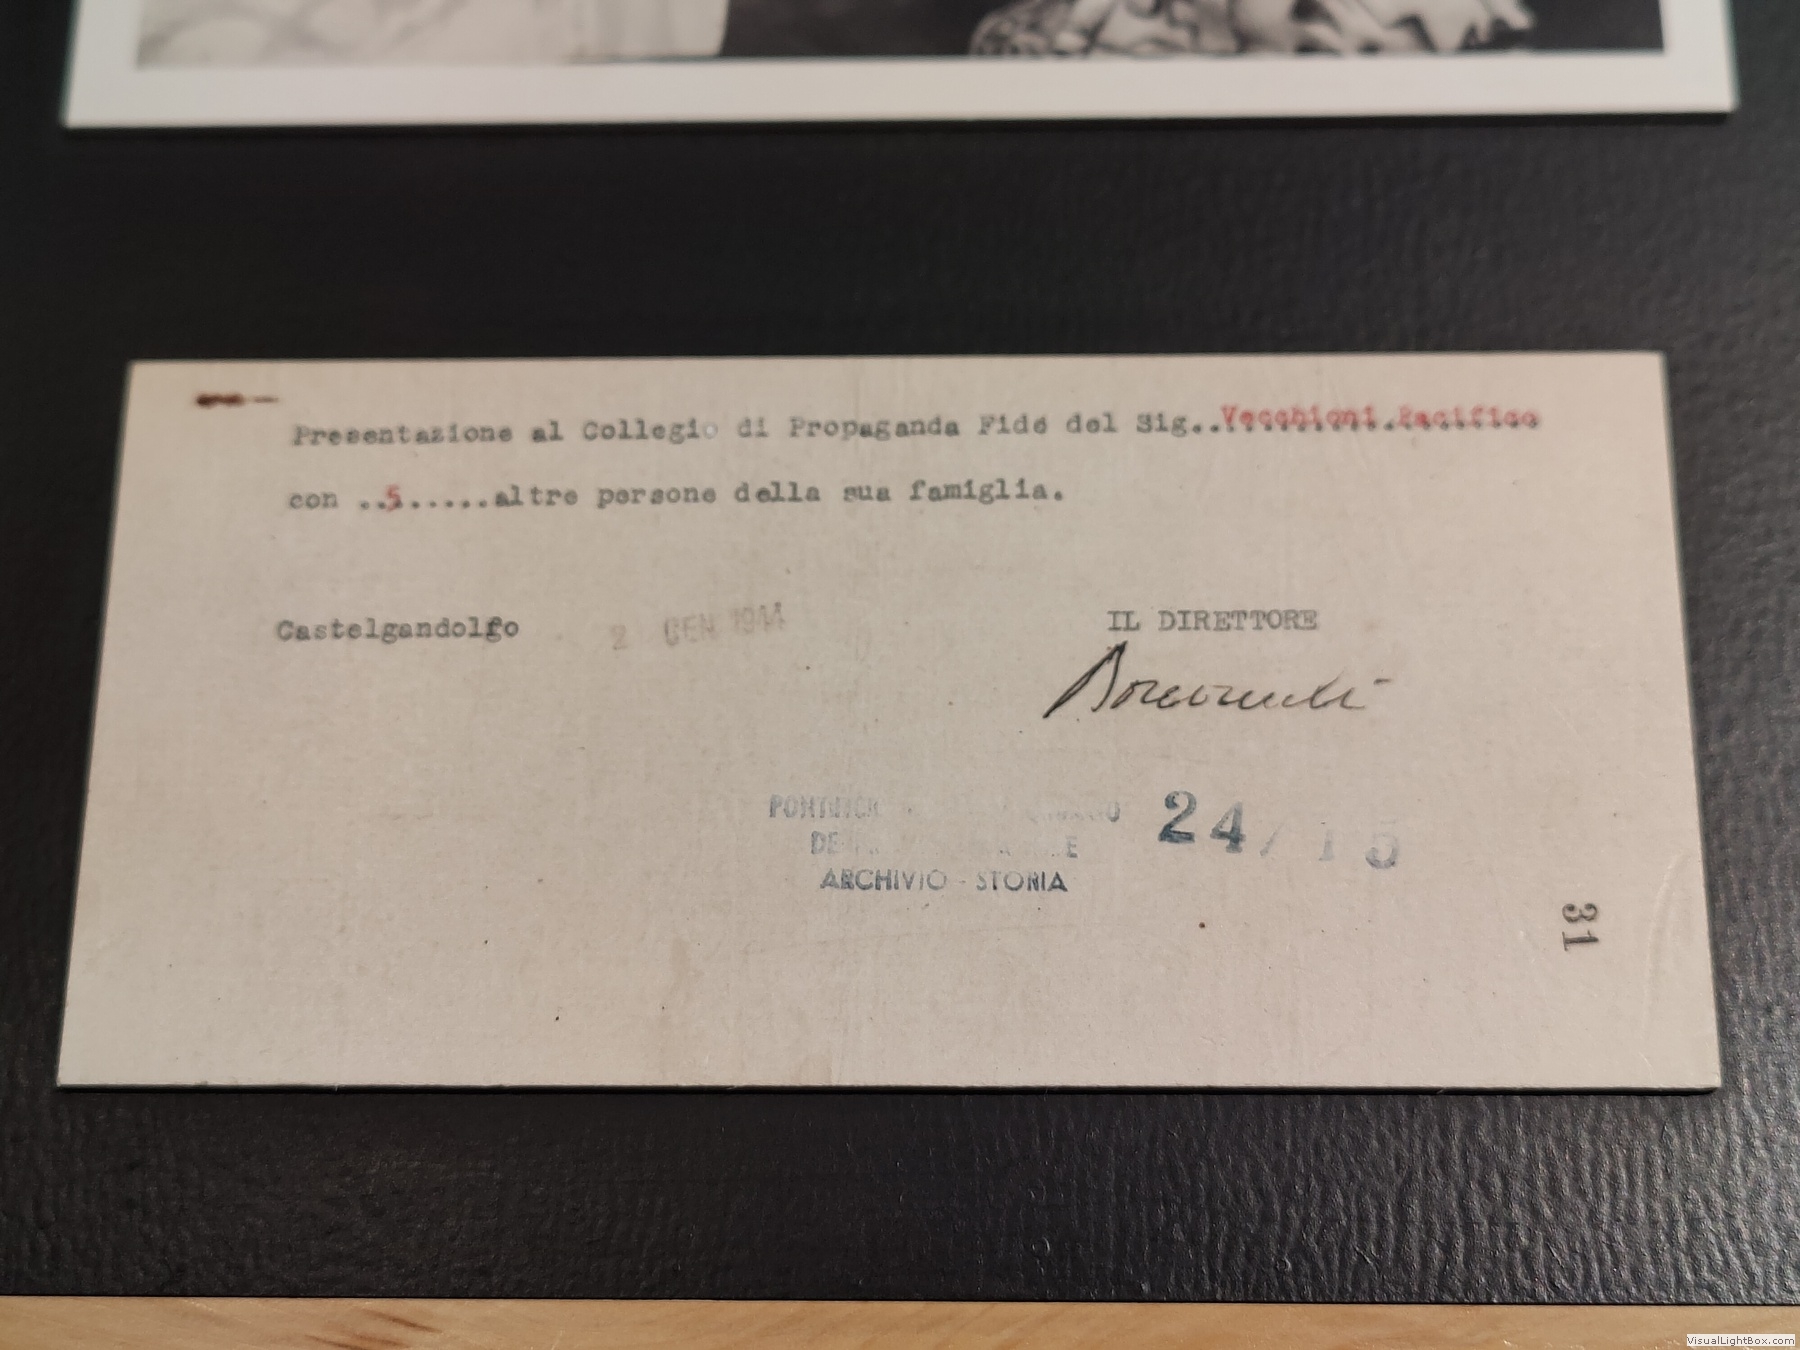 Presentazione al Collegio di Propaganda Fide del Sig..Vecchioni.Pacifico
con ..5.....altre persone della sua famiglia.
Castelgandolfo 2 GEN 1944
IL DIRETTORE
24/15
ARCHIVIO - STORIA
31
VisualLightBox.com